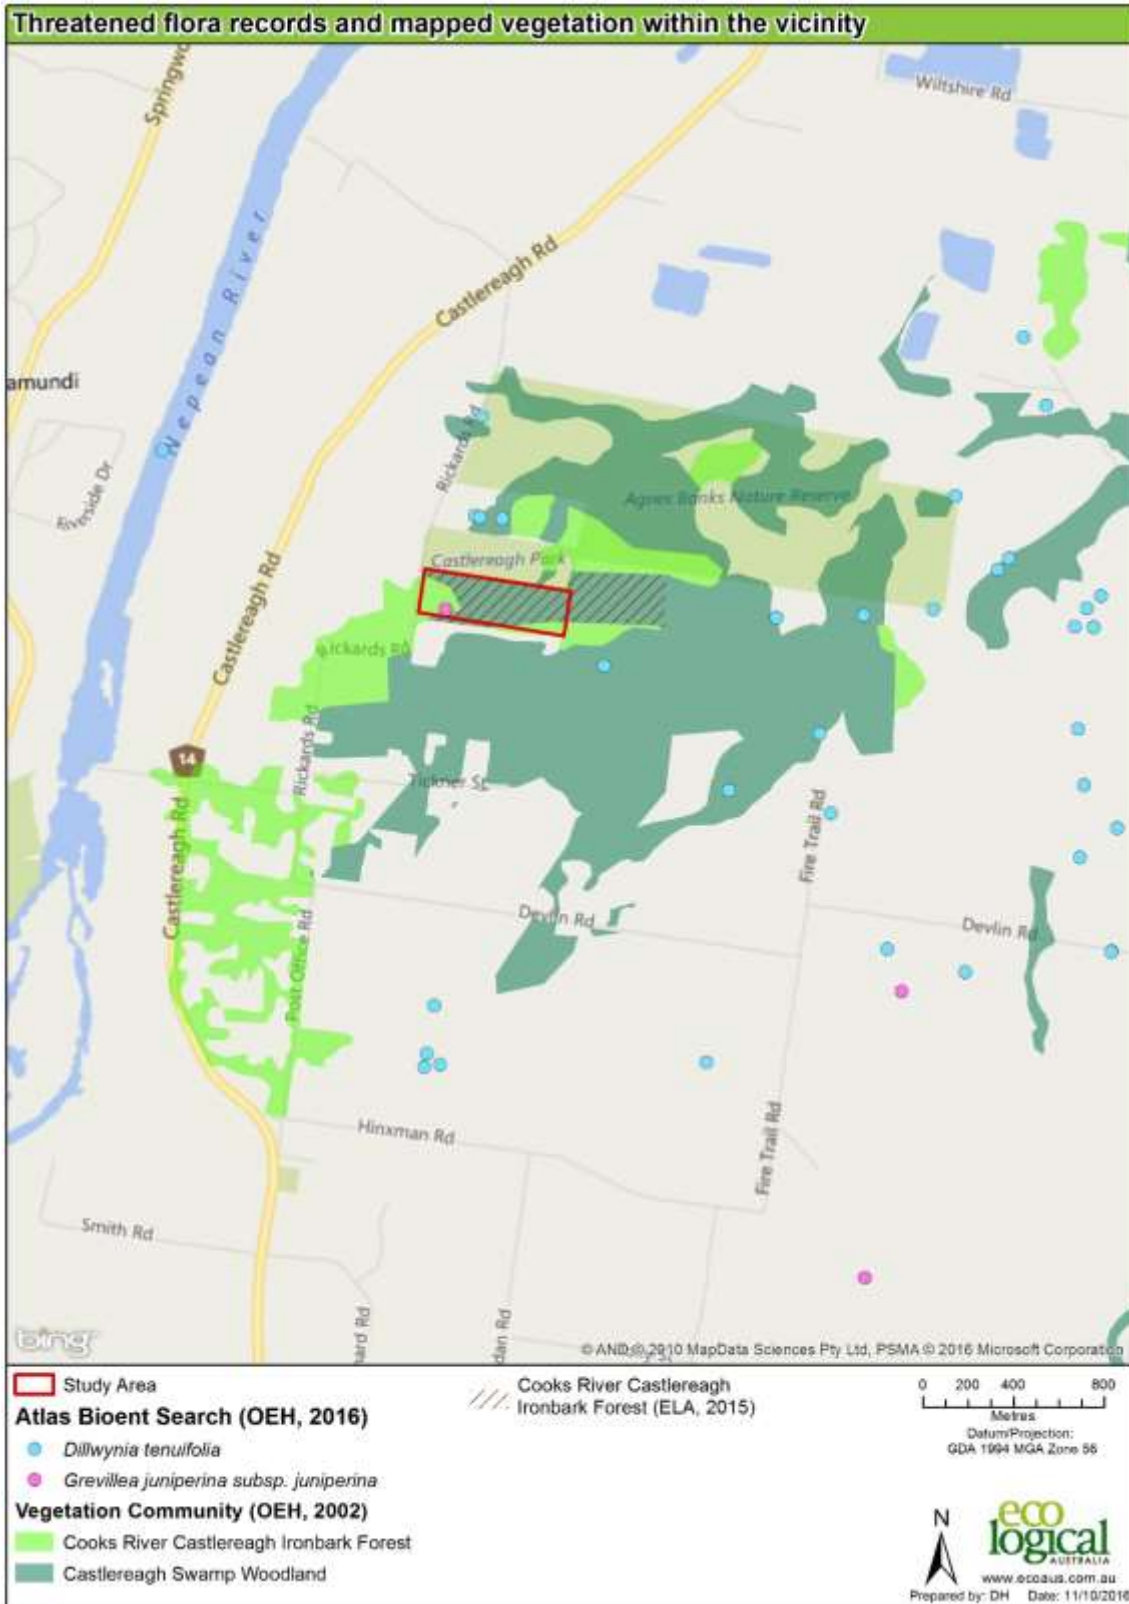 Threatened flora records and mapped vegetation within the vicinity
Springwo
Wiltshire Rd
Nepean River
Castlereagh Rd
amundi
Rickards Rd
Riverside Dr
Agnes Banks Nature Reserve
Castlereagh Park
Castlereagh Rd
Rickards Rd
Rickards Rd
14
Tickner St
Castlereagh Rd
Fire Trail Rd
Devlin Rd
Devlin Rd
Post Office Rd
Hinxman Rd
Fire Trail Rd
Smith Rd
hard Rd
dan Rd
bing
© AND © 2010 MapData Sciences Pty Ltd, PSMA © 2016 Microsoft Corporation
Study Area
Atlas Bioent Search (OEH, 2016)
Dillwynia tenuifolia
Grevillea juniperina subsp. juniperina
Vegetation Community (OEH, 2002)
Cooks River Castlereagh Ironbark Forest
Castlereagh Swamp Woodland
Cooks River Castlereagh
Ironbark Forest (ELA, 2015)
0 200 400 800
Metres
Datum/Projection:
GDA 1994 MGA Zone 56
N
eco
logical
AUSTRALIA
www.ecoaus.com.au
Prepared by: DH Date: 11/10/2016